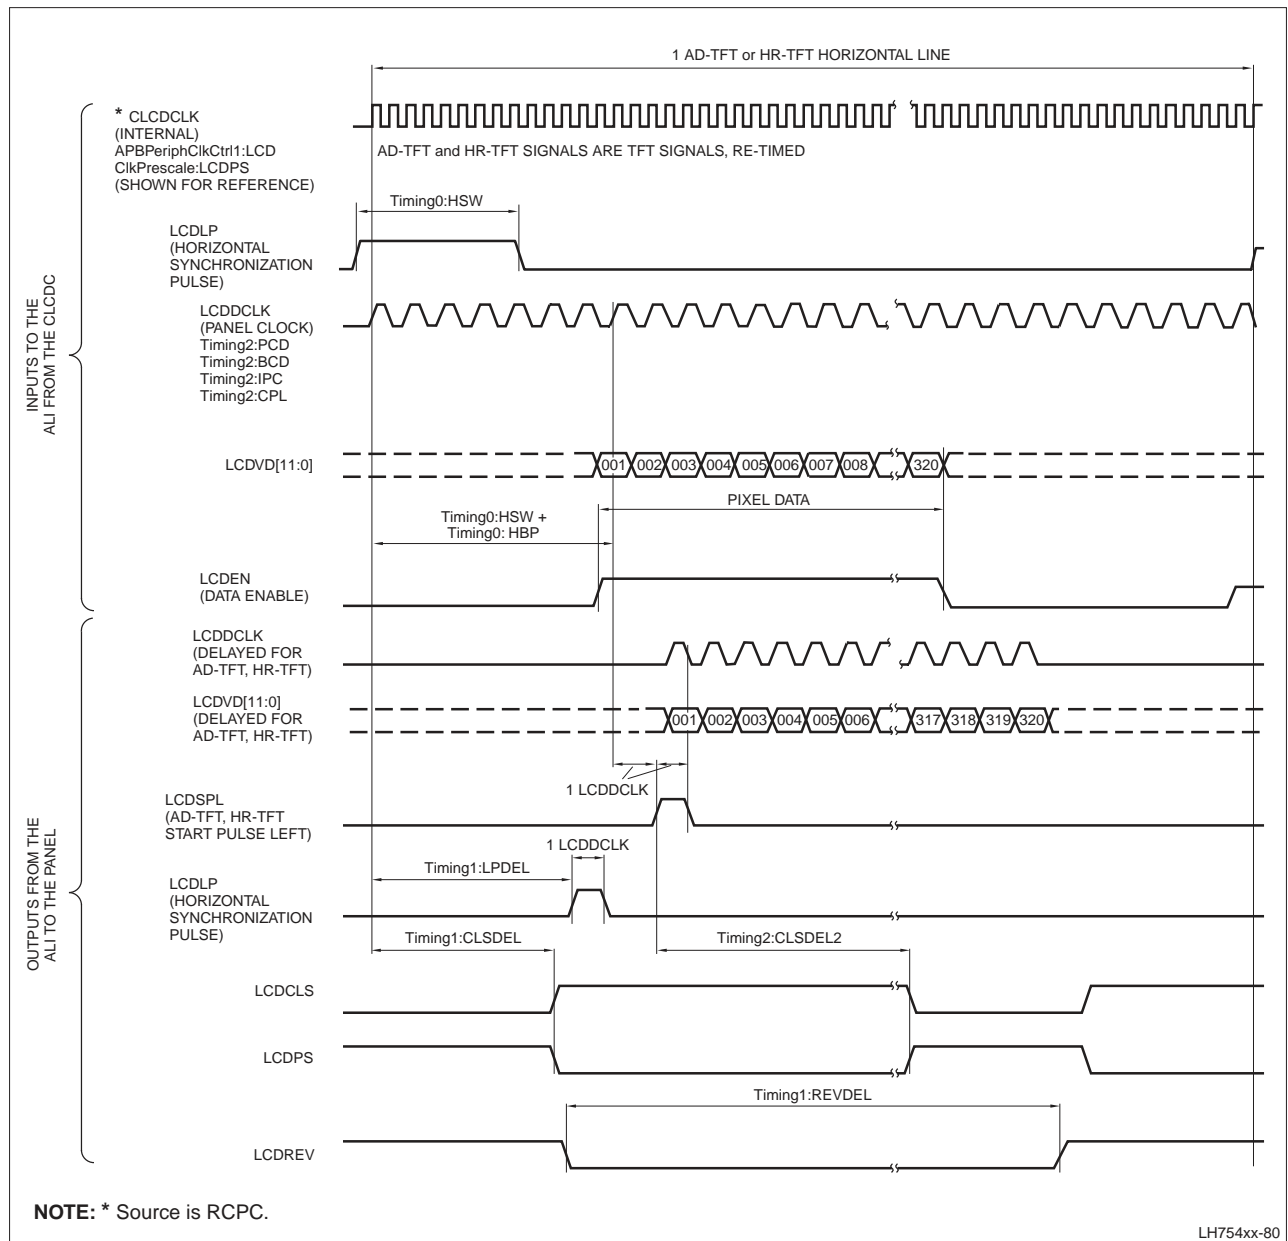 1 AD-TFT or HR-TFT HORIZONTAL LINE
* CLCDCLK
(INTERNAL)
APBPeriphClkCtrl1:LCD
ClkPrescale:LCDPS
(SHOWN FOR REFERENCE)
AD-TFT and HR-TFT SIGNALS ARE TFT SIGNALS, RE-TIMED
Timing0:HSW
LCDLP
(HORIZONTAL
SYNCHRONIZATION
PULSE)
INPUTS TO THE
ALI FROM THE CLCDC
LCDDCLK
(PANEL CLOCK)
Timing2:PCD
Timing2:BCD
Timing2:IPC
Timing2:CPL
LCDVD[11:0]
001 002 003 004 005 006 007 008 320
PIXEL DATA
Timing0:HSW +
Timing0: HBP
LCDEN
(DATA ENABLE)
LCDDCLK
(DELAYED FOR
AD-TFT, HR-TFT)
LCDVD[11:0]
(DELAYED FOR
AD-TFT, HR-TFT)
001 002 003 004 005 006 317 318 319 320
1 LCDDCLK
LCDSPL
(AD-TFT, HR-TFT
START PULSE LEFT)
1 LCDDCLK
Timing1:LPDEL
LCDLP
(HORIZONTAL
SYNCHRONIZATION
PULSE)
OUTPUTS FROM THE
ALI TO THE PANEL
Timing1:CLSDEL
Timing2:CLSDEL2
LCDCLS
LCDPS
Timing1:REVDEL
LCDREV
NOTE: * Source is RCPC.
LH754xx-80